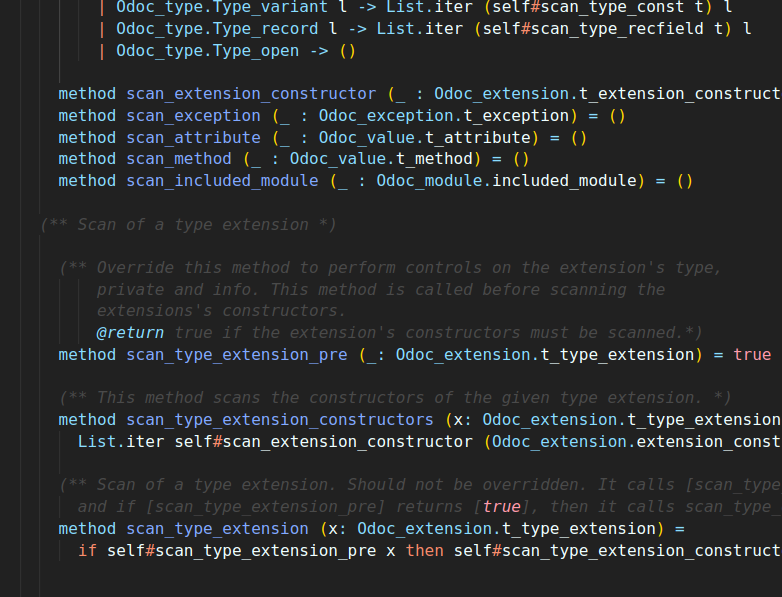 | Odoc_type.Type_variant l -> List.iter (self#scan_type_const t) l
| Odoc_type.Type_record l -> List.iter (self#scan_type_recfield t) l
| Odoc_type.Type_open -> ()
method scan_extension_constructor (_ : Odoc_extension.t_extension_construct
method scan_exception (_ : Odoc_exception.t_exception) = ()
method scan_attribute (_ : Odoc_value.t_attribute) = ()
method scan_method (_ : Odoc_value.t_method) = ()
method scan_included_module (_ : Odoc_module.included_module) = ()
(** Scan of a type extension *)
(** Override this method to perform controls on the extension's type,
private and info. This method is called before scanning the
extensions's constructors.
@return true if the extension's constructors must be scanned.*)
method scan_type_extension_pre (_: Odoc_extension.t_type_extension) = true
(** This method scans the constructors of the given type extension. *)
method scan_type_extension_constructors (x: Odoc_extension.t_type_extension
List.iter self#scan_extension_constructor (Odoc_extension.extension_const
(** Scan of a type extension. Should not be overridden. It calls [scan_type
and if [scan_type_extension_pre] returns [true], then it calls scan_type_
method scan_type_extension (x: Odoc_extension.t_type_extension) =
if self#scan_type_extension_pre x then self#scan_type_extension_construct